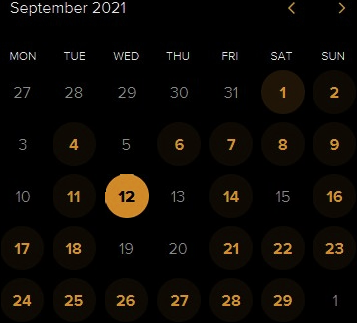 September 2021
MON TUE WED THU FRI SAT SUN
27 28 29 30 31 1 2
3 4 5 6 7 8 9
10 11 12 13 14 15 16
17 18 19 20 21 22 23
24 25 26 27 28 29 1